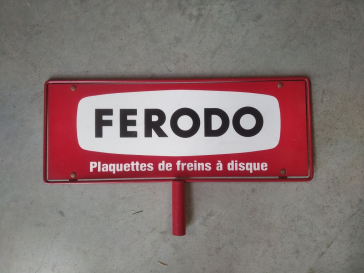 FERODO
Plaquettes de freins à disque